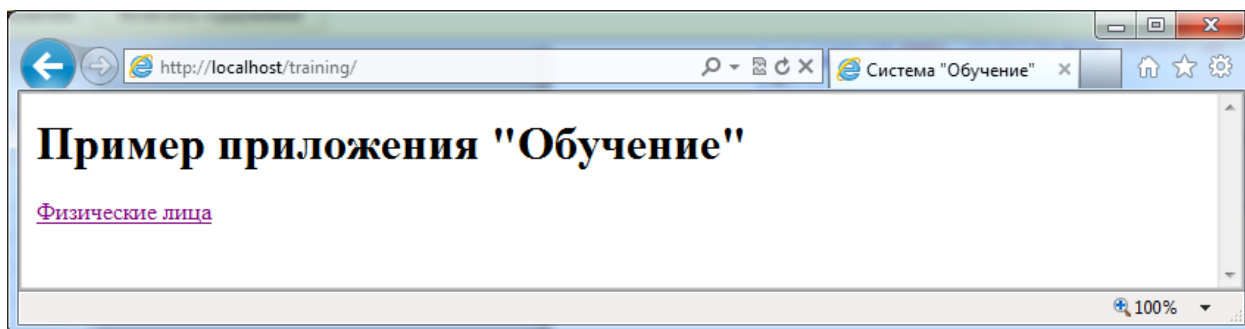 http://localhost/training/
Система "Обучение"
Пример приложения "Обучение"
Физические лица
100%